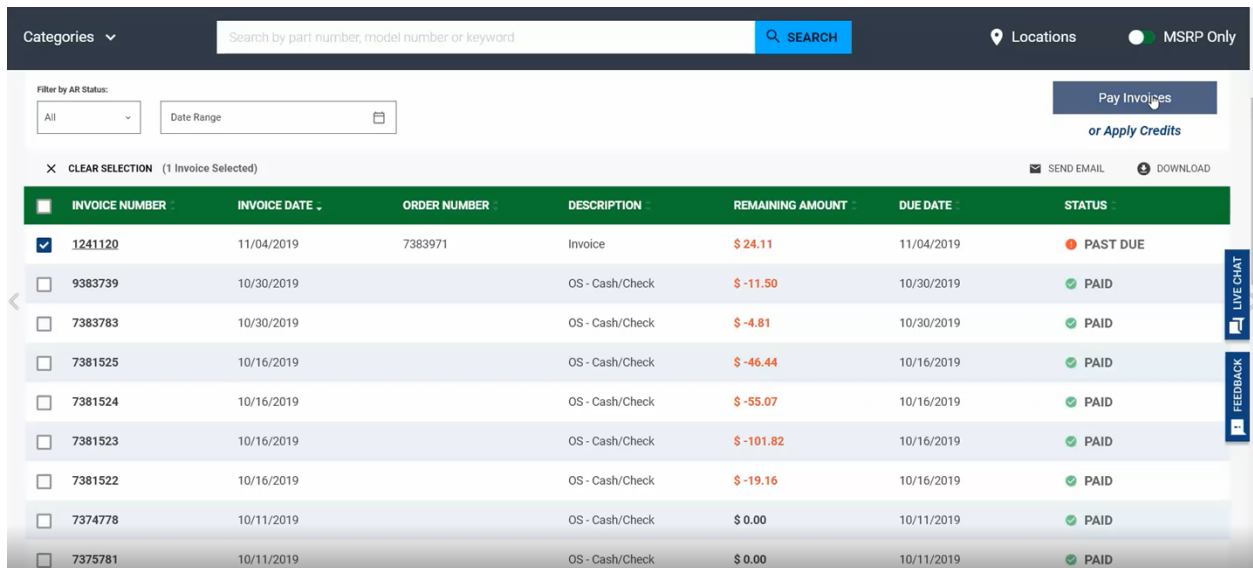 Categories
Search by part number, model number or keyword
SEARCH
Locations
MSRP Only
Filter by AR Status:
All
Date Range
Pay Invoices
or Apply Credits
CLEAR SELECTION (1 Invoice Selected)
SEND EMAIL
DOWNLOAD
INVOICE NUMBER INVOICE DATE ORDER NUMBER DESCRIPTION REMAINING AMOUNT DUE DATE STATUS
1241120 11/04/2019 7383971 Invoice $ 24.11 11/04/2019 PAST DUE
9383739 10/30/2019 OS - Cash/Check $ -11.50 10/30/2019 PAID
7383783 10/30/2019 OS - Cash/Check $ -4.81 10/30/2019 PAID
7381525 10/16/2019 OS - Cash/Check $ -46.44 10/16/2019 PAID
7381524 10/16/2019 OS - Cash/Check $ -55.07 10/16/2019 PAID
7381523 10/16/2019 OS - Cash/Check $ -101.82 10/16/2019 PAID
7381522 10/16/2019 OS - Cash/Check $ -19.16 10/16/2019 PAID
7374778 10/11/2019 OS - Cash/Check $ 0.00 10/11/2019 PAID
7375781 10/11/2019 OS - Cash/Check $ 0.00 10/11/2019 PAID
LIVE CHAT
FEEDBACK